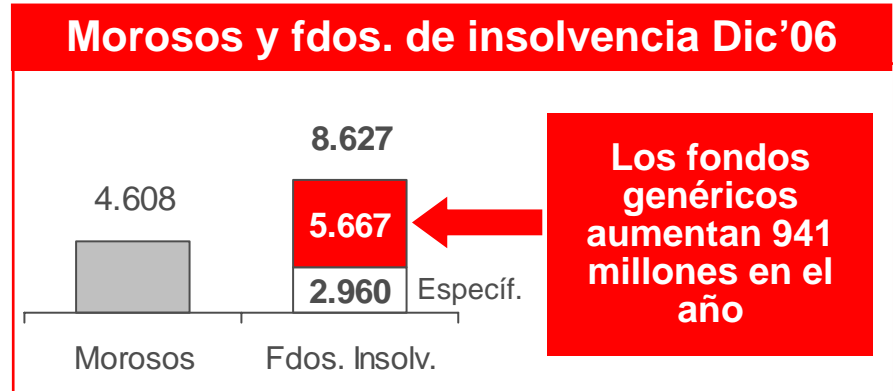 Morosos y fdos. de insolvencia Dic’06
8.627
4.608
5.667
2.960
Específ.
Morosos
Fdos. Insolv.
Los fondos
genéricos
aumentan 941
millones en el
año